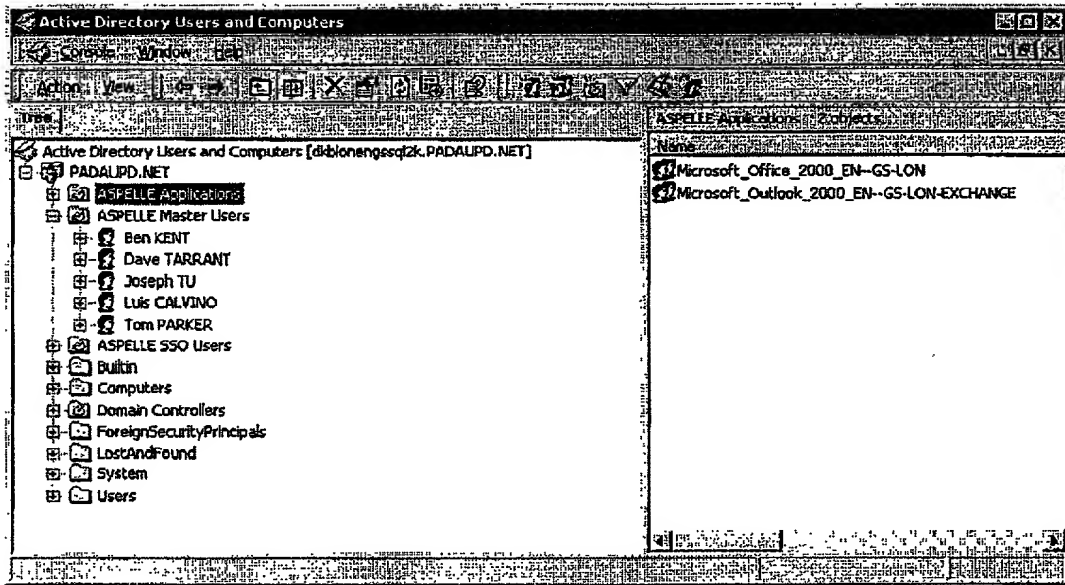 Active Directory Users and Computers
Console Window Help
Action View
Tree
ASPELLE Applications 2 objects
Active Directory Users and Computers [dkblonengssql2k.PADAUPD.NET]
Name
PADAUPD.NET
Microsoft_Office_2000_EN--GS-LON
ASPELLE Applications
Microsoft_Outlook_2000_EN--GS-LON-EXCHANGE
ASPELLE Master Users
Ben KENT
Dave TARRANT
Joseph TU
Luis CALVINO
Tom PARKER
ASPELLE SSO Users
Builtin
Computers
Domain Controllers
ForeignSecurityPrincipals
LostAndFound
System
Users